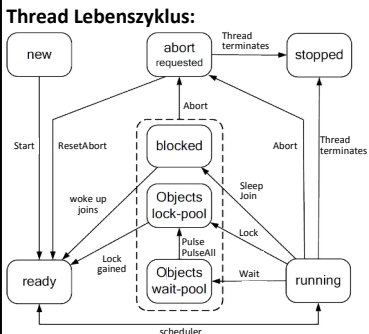 Thread Lebenszyklus:
new
abort
requested
Thread
terminates
stopped
Abort
Start
ResetAbort
blocked
Abort
Thread
terminates
woke up
joins
Sleep
Join
Objects
lock-pool
Lock
Lock
gained
Pulse
PulseAll
ready
Objects
wait-pool
Wait
running
scheduler